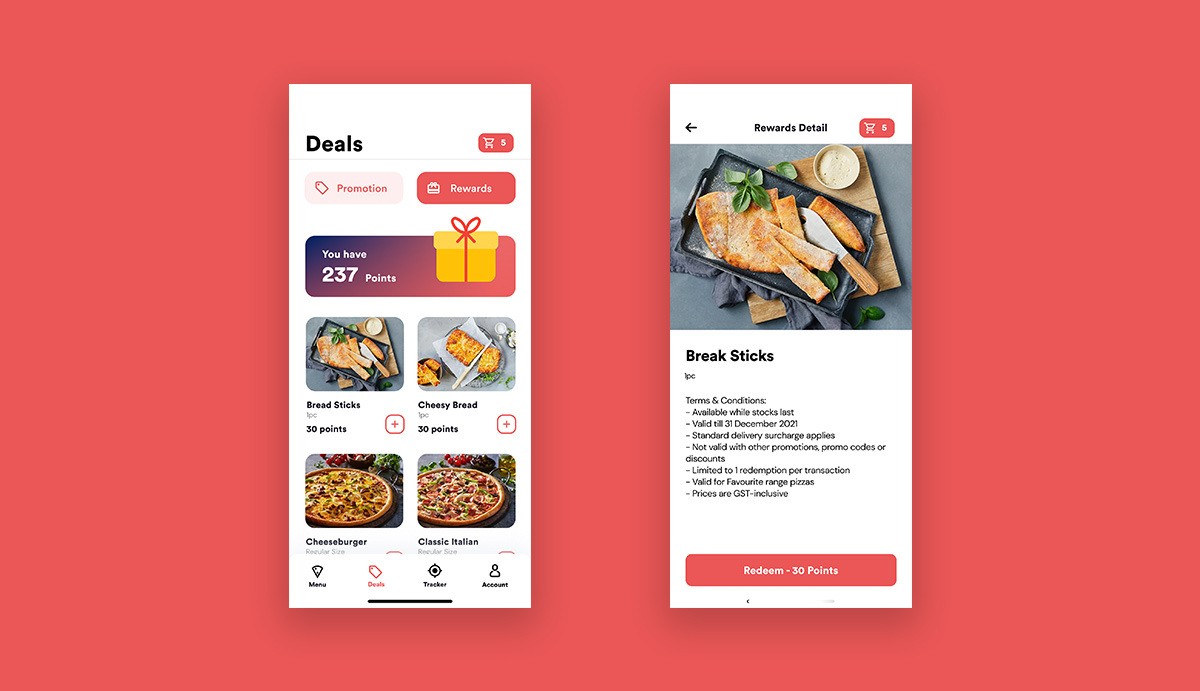 Deals
5
Promotion
Rewards
You have
237 Points
Bread Sticks
1pc
30 points
Cheesy Bread
1pc
30 points
Cheeseburger
Regular Size
Classic Italian
Regular Size
Menu
Deals
Tracker
Account
Rewards Detail
5
Break Sticks
1pc
Terms & Conditions:
- Available while stocks last
- Valid till 31 December 2021
- Standard delivery surcharge applies
- Not valid with other promotions, promo codes or
discounts
- Limited to 1 redemption per transaction
- Valid for Favourite range pizzas
- Prices are GST-inclusive
Redeem - 30 Points